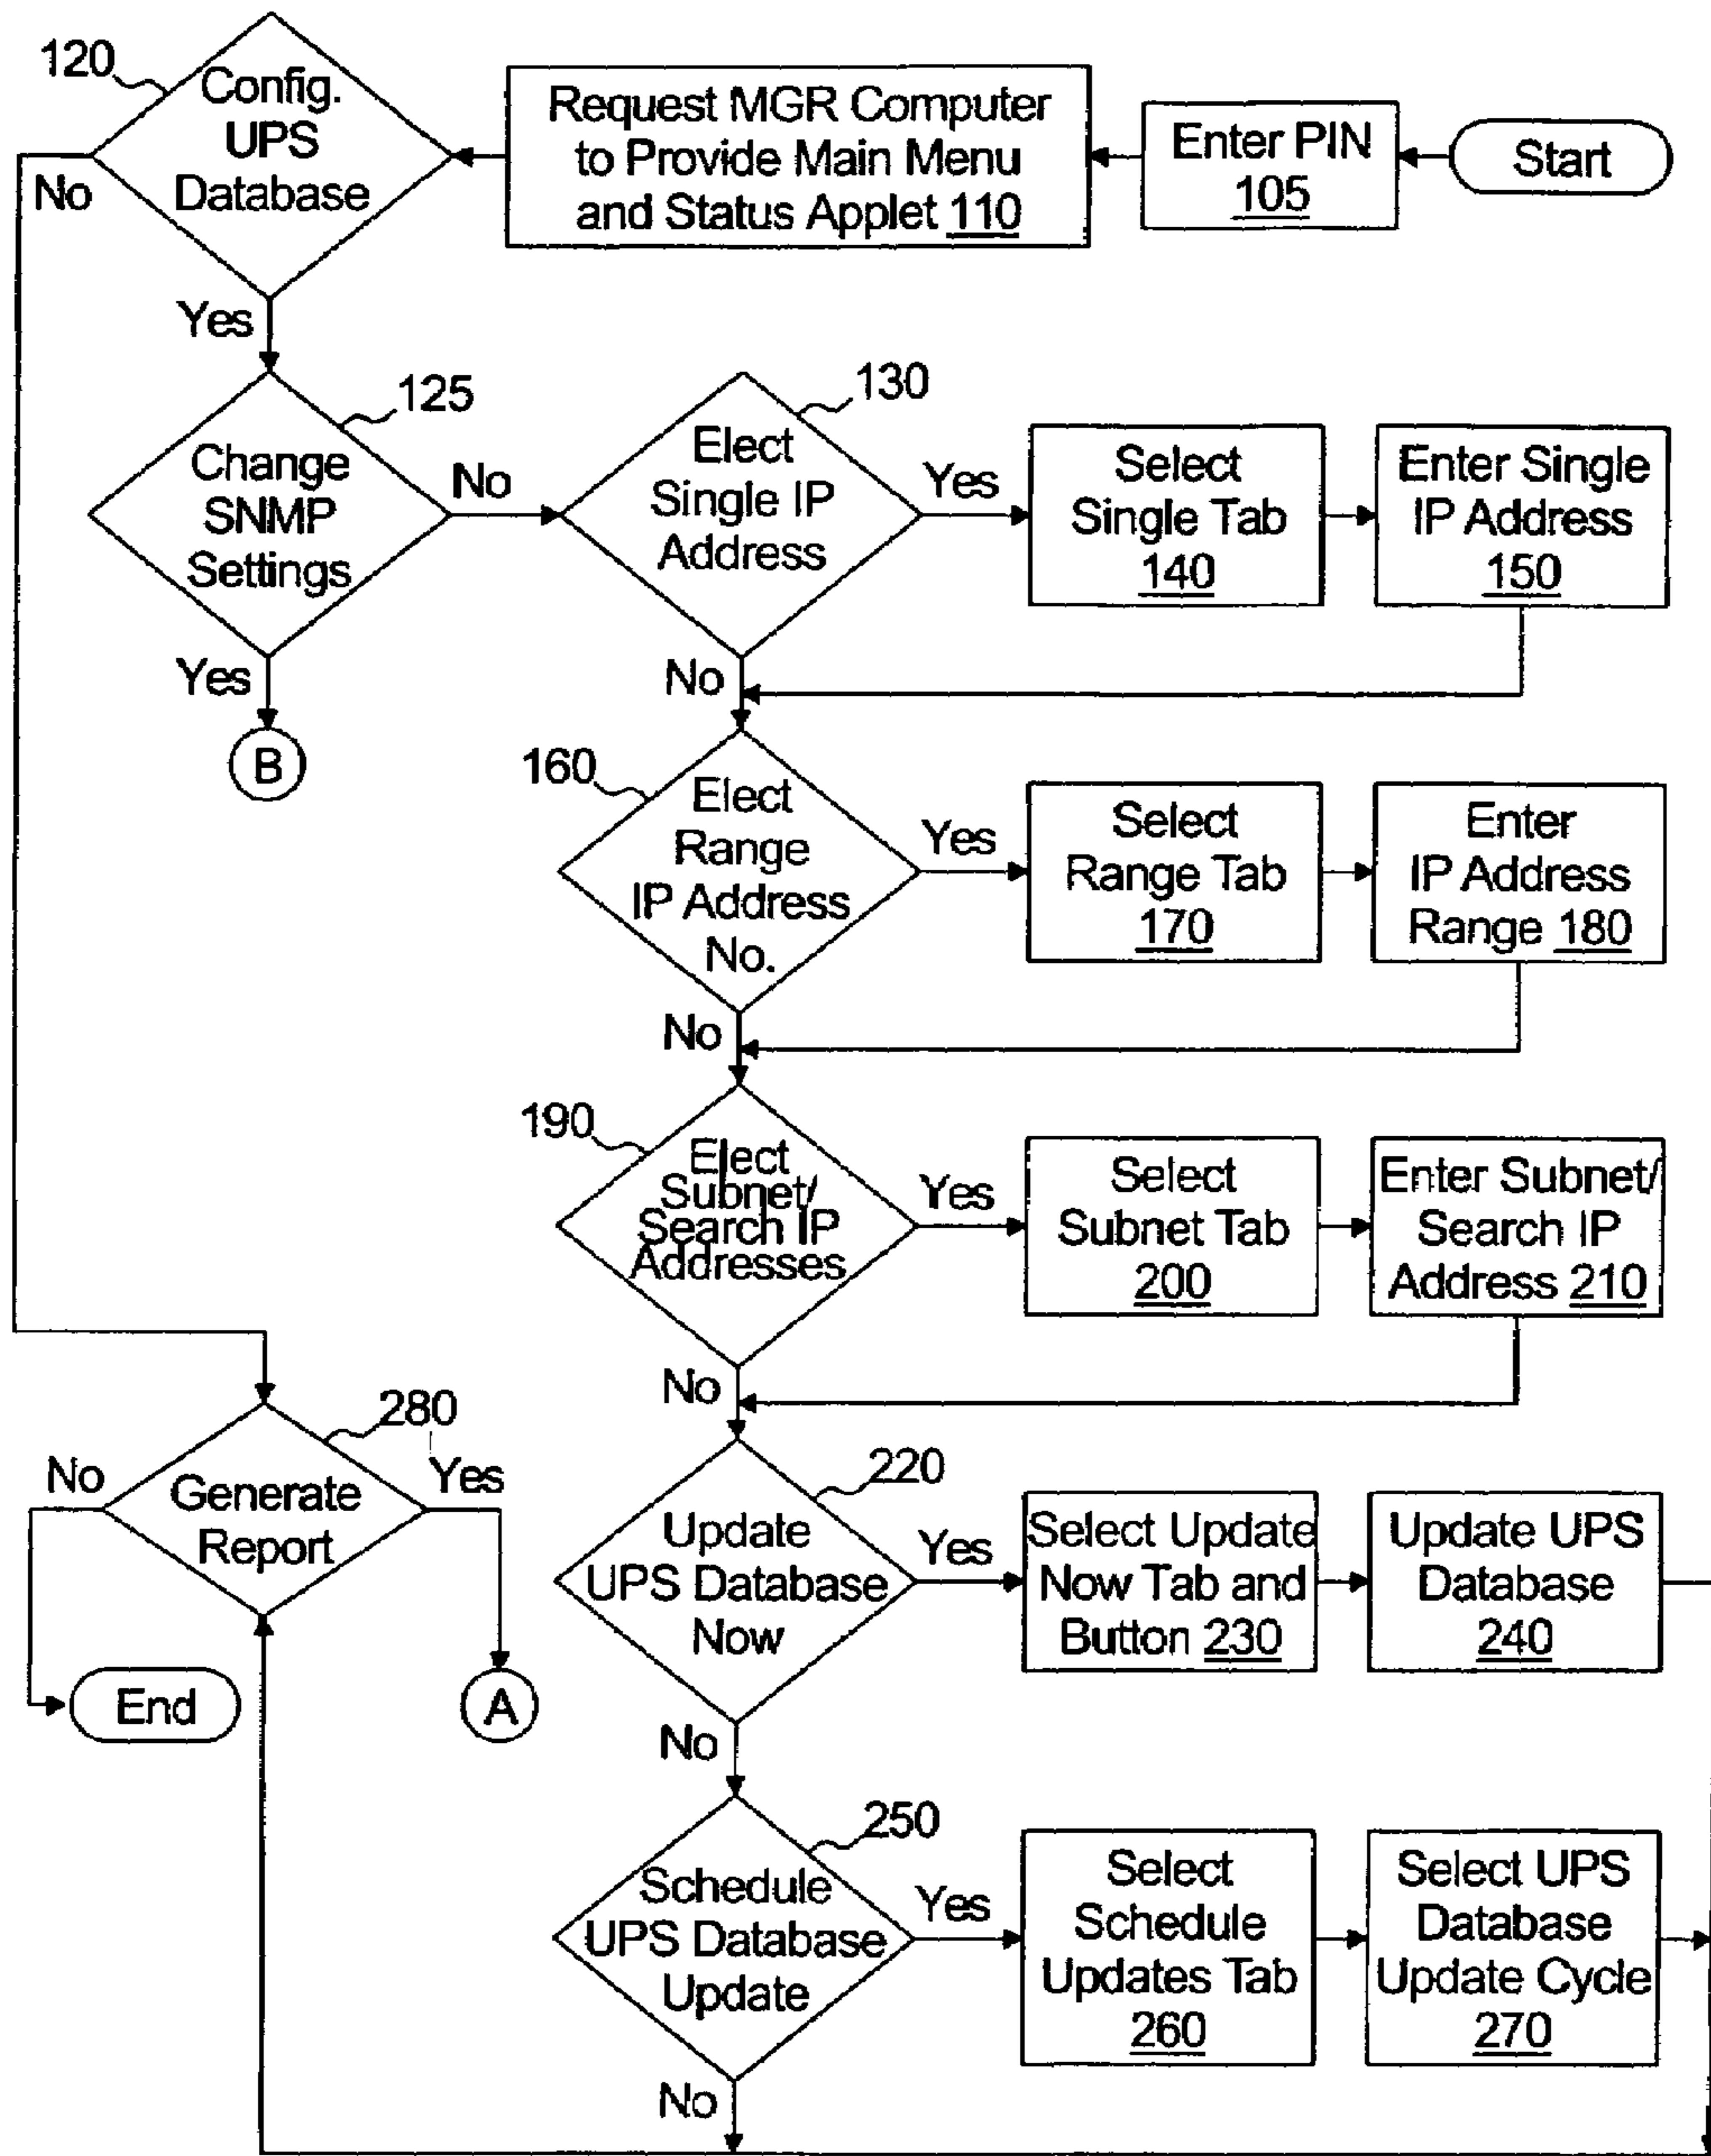 Start
Enter PIN
105
Request MGR Computer
to Provide Main Menu
and Status Applet 110
120
Config.
UPS
Database
No
Yes
125
Change
SNMP
Settings
No
Yes
B
130
Elect
Single IP
Address
Yes
Select
Single Tab
140
Enter Single
IP Address
150
No
160
Elect
Range
IP Address
No.
Yes
Select
Range Tab
170
Enter
IP Address
Range 180
No
190
Elect
Subnet/
Search IP
Addresses
Yes
Select
Subnet Tab
200
Enter Subnet/
Search IP
Address 210
No
220
Update
UPS Database
Now
Yes
Select Update
Now Tab and
Button 230
Update UPS
Database
240
No
250
Schedule
UPS Database
Update
Yes
Select
Schedule
Updates Tab
260
Select UPS
Database
Update Cycle
270
No
280
Generate
Report
No
Yes
End
A